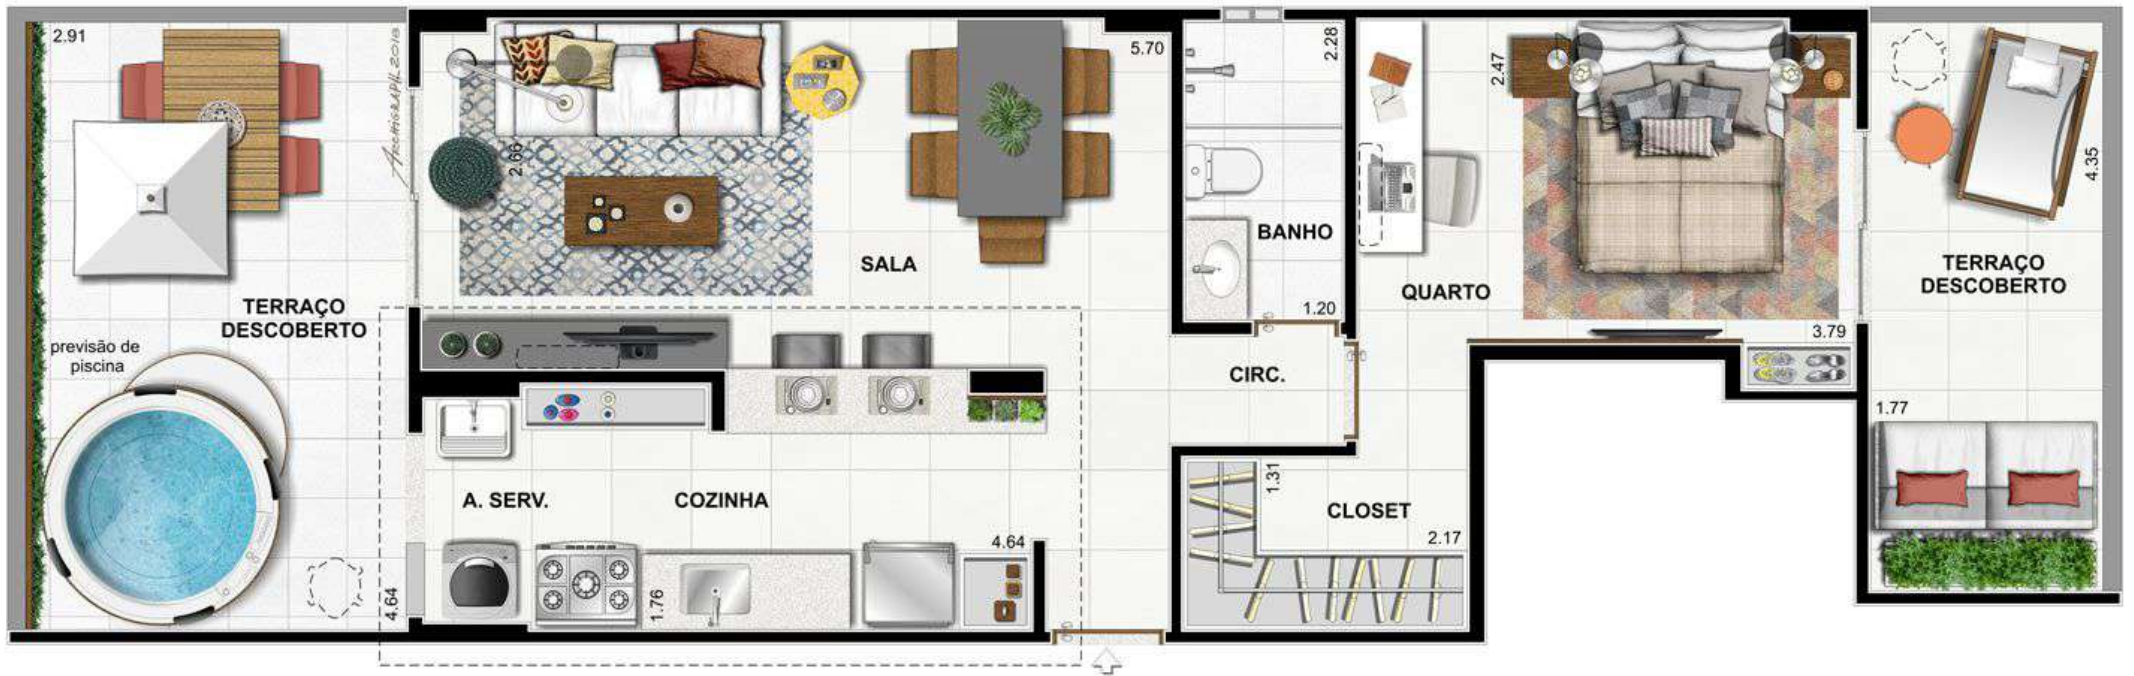 2.91
ArchiGRAPH 2018
TERRAÇO
DESCOBERTO
previsão de
piscina
4.64
2.66
5.70
SALA
A. SERV.
COZINHA
1.76
4.64
2.28
BANHO
1.20
CIRC.
1.31
CLOSET
2.17
2.47
QUARTO
3.79
4.35
TERRAÇO
DESCOBERTO
1.77